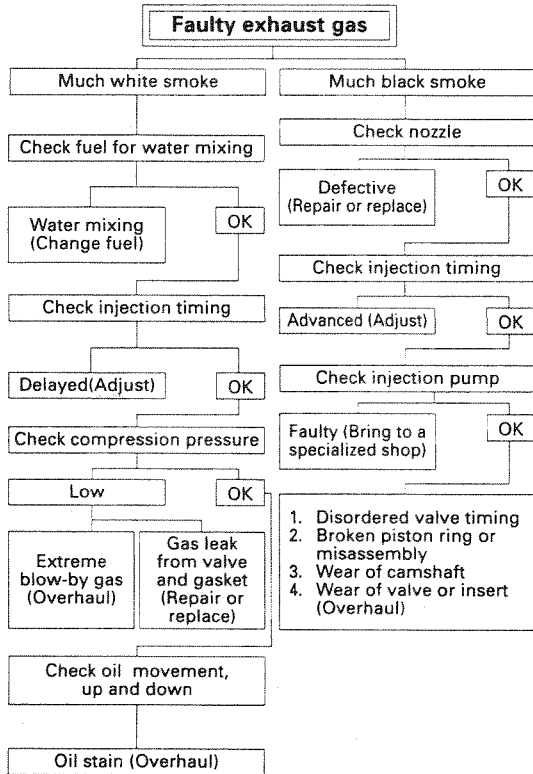 Faulty exhaust gas
Much white smoke
Check fuel for water mixing
Water mixing
(Change fuel)
OK
Check injection timing
Delayed(Adjust)
OK
Check compression pressure
Low
OK
Extreme
blow-by gas
(Overhaul)
Gas leak
from valve
and gasket
(Repair or
replace)
Check oil movement,
up and down
Oil stain (Overhaul)
Much black smoke
Check nozzle
Defective
(Repair or replace)
OK
Check injection timing
Advanced (Adjust)
OK
Check injection pump
Faulty (Bring to a
specialized shop)
OK
1. Disordered valve timing
2. Broken piston ring or
misassembly
3. Wear of camshaft
4. Wear of valve or insert
(Overhaul)